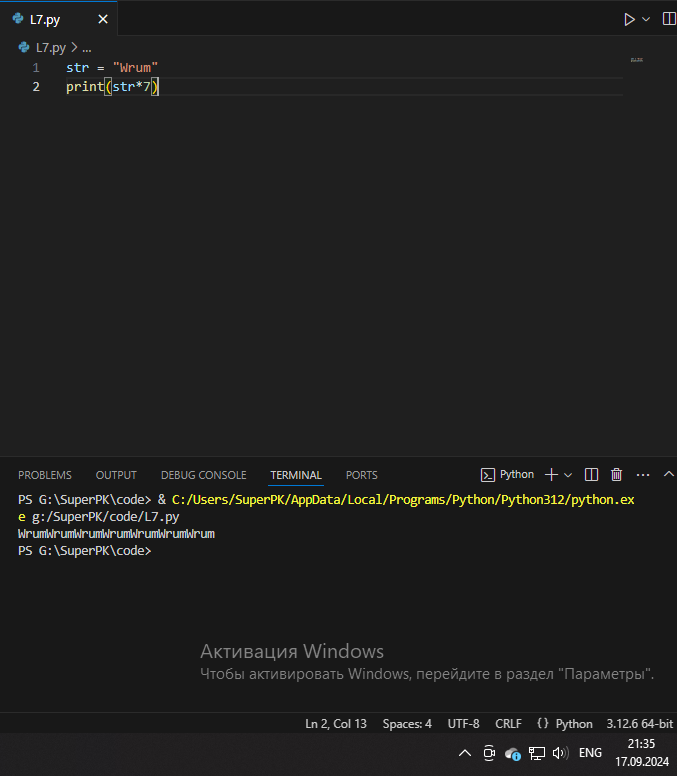 L7.py
L7.py > ...
1 str = "Wrum"
2 print(str*7)
PROBLEMS OUTPUT DEBUG CONSOLE TERMINAL PORTS Python
PS G:\SuperPK\code> & C:/Users/SuperPK/AppData/Local/Programs/Python/Python312/python.ex
e g:/SuperPK/code/L7.py
WrumWrumWrumWrumWrumWrumWrum
PS G:\SuperPK\code>
Активация Windows
Чтобы активировать Windows, перейдите в раздел "Параметры".
Ln 2, Col 13 Spaces: 4 UTF-8 CRLF {} Python 3.12.6 64-bit
21:35
ENG
17.09.2024